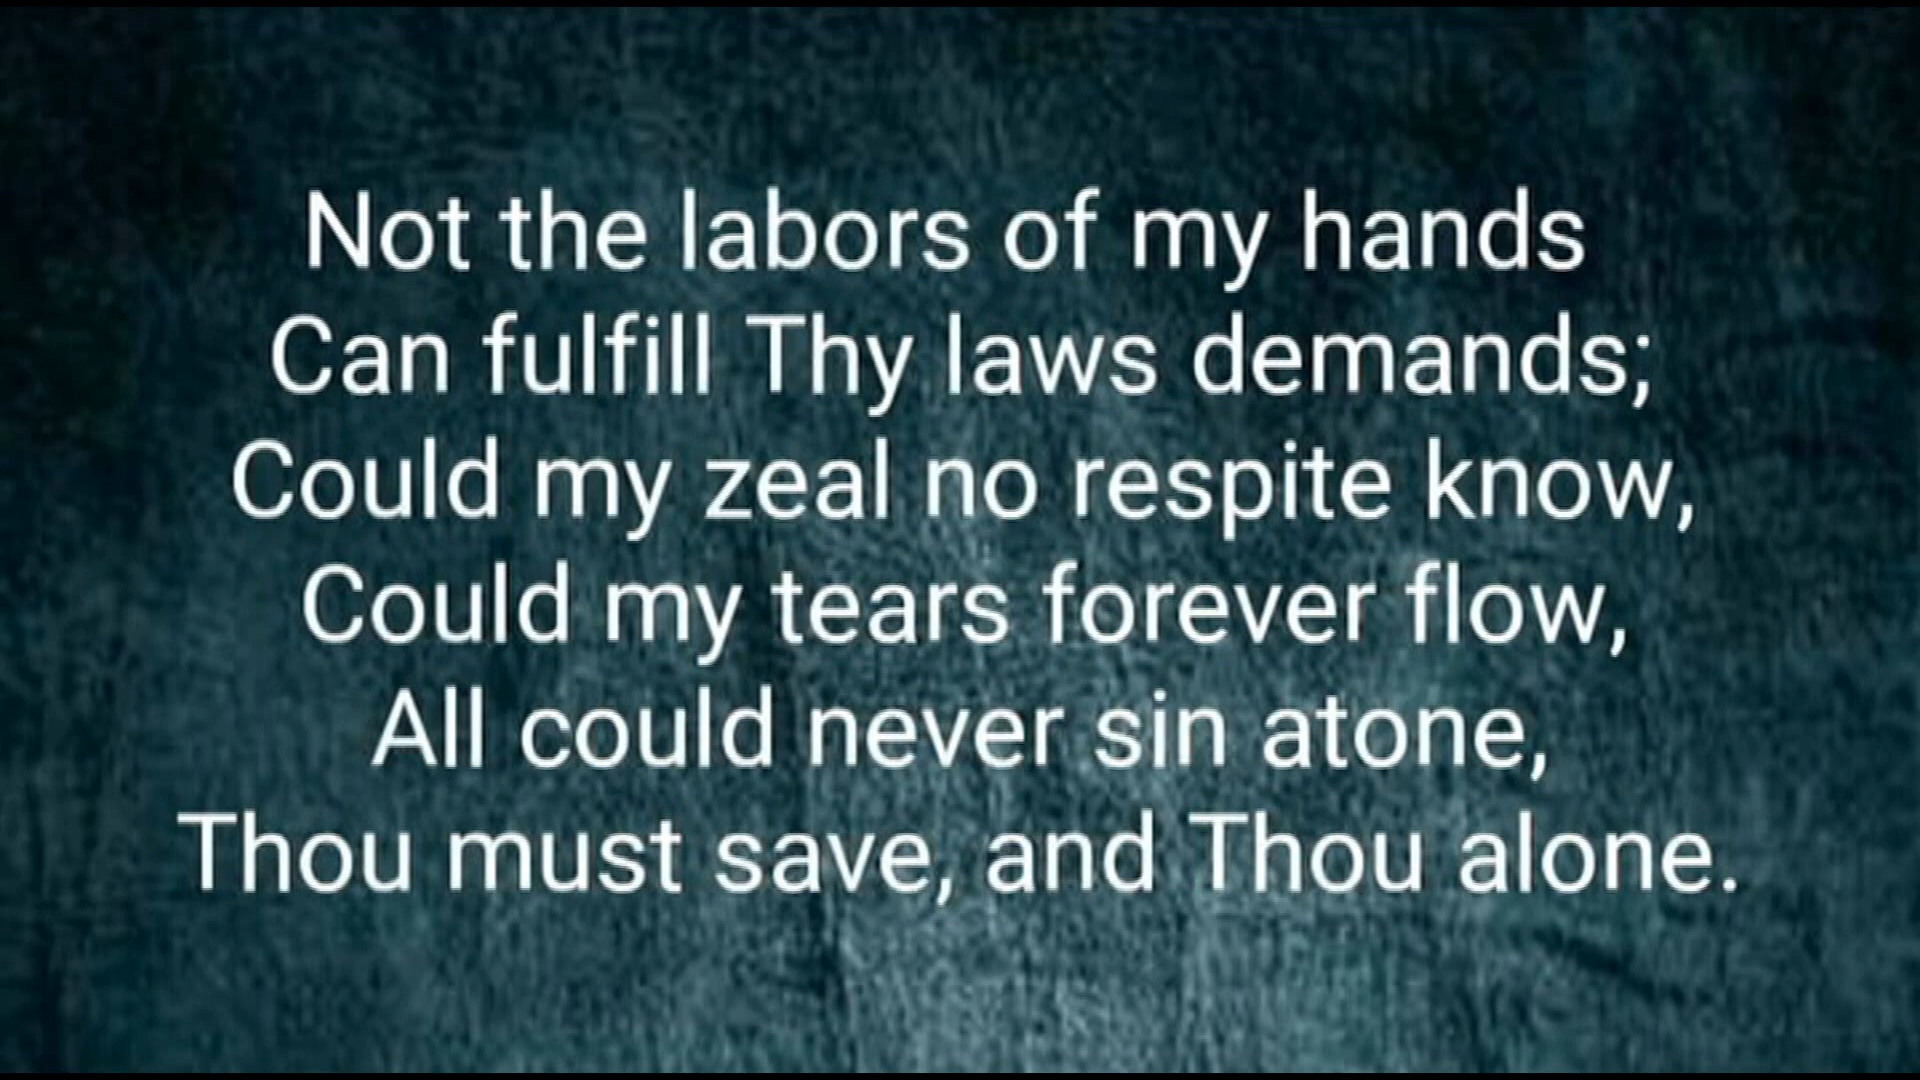 Not the labors of my hands
Can fulfill Thy laws demands;
Could my zeal no respite know,
Could my tears forever flow,
All could never sin atone,
Thou must save, and Thou alone.